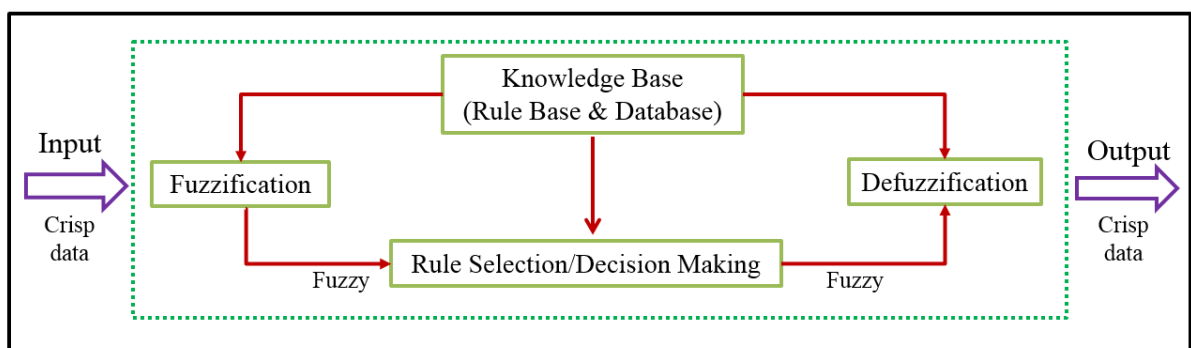 Knowledge Base
(Rule Base & Database)
Input
Crisp
data
Fuzzification
Defuzzification
Output
Crisp
data
Fuzzy
Rule Selection/Decision Making
Fuzzy